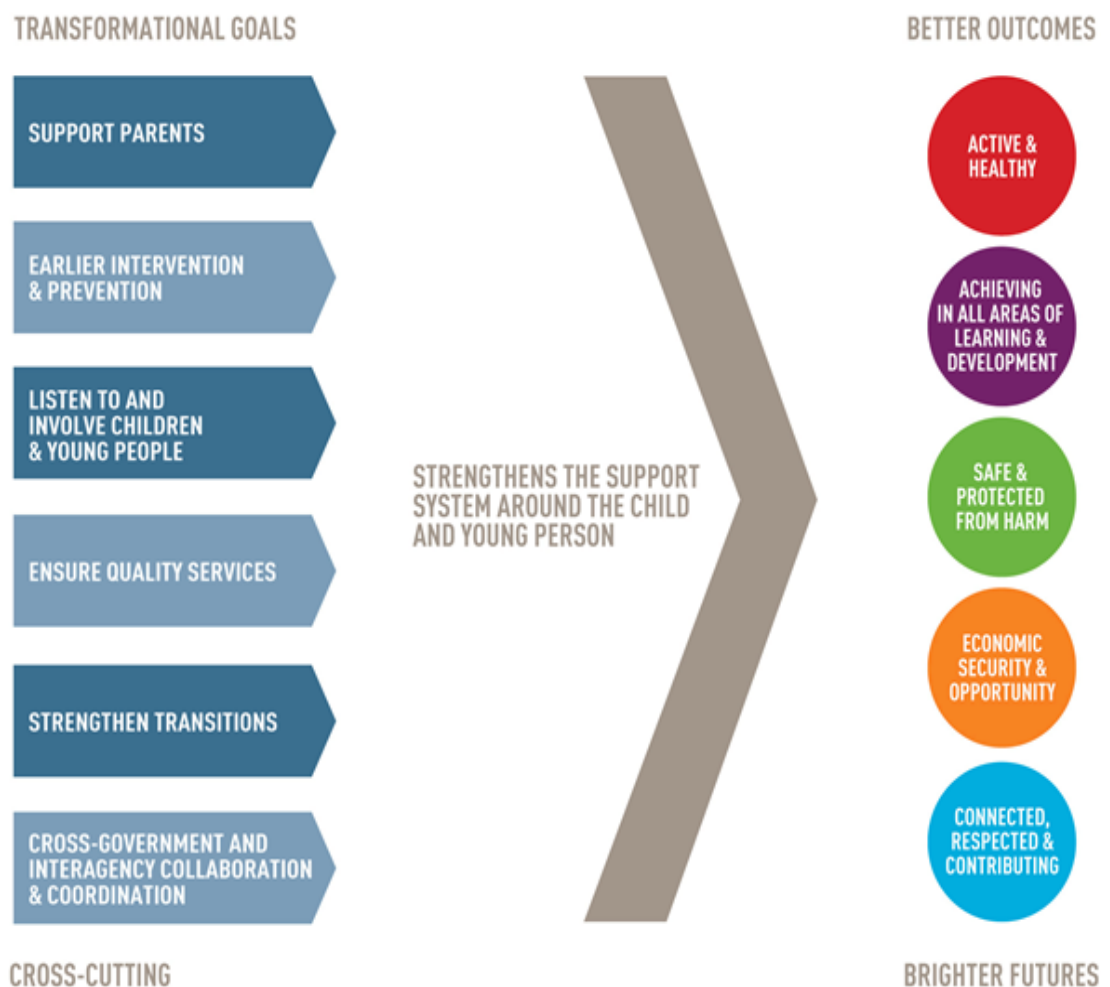 TRANSFORMATIONAL GOALS
SUPPORT PARENTS
EARLIER INTERVENTION
& PREVENTION
LISTEN TO AND
INVOLVE CHILDREN
& YOUNG PEOPLE
ENSURE QUALITY SERVICES
STRENGTHEN TRANSITIONS
CROSS-GOVERNMENT AND
INTERAGENCY COLLABORATION
& COORDINATION
CROSS-CUTTING
STRENGTHENS THE SUPPORT
SYSTEM AROUND THE CHILD
AND YOUNG PERSON
BETTER OUTCOMES
ACTIVE &
HEALTHY
ACHIEVING
IN ALL AREAS OF
LEARNING &
DEVELOPMENT
SAFE &
PROTECTED
FROM HARM
ECONOMIC
SECURITY &
OPPORTUNITY
CONNECTED,
RESPECTED &
CONTRIBUTING
BRIGHTER FUTURES